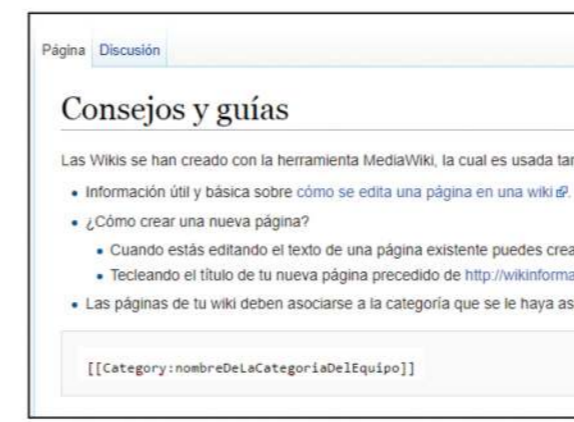 Página Discusión
Consejos y guías
Las Wikis se han creado con la herramienta MediaWiki, la cual es usada
Información útil y básica sobre cómo se edita una página en una wiki.
¿Cómo crear una nueva página?
Cuando estás editando el texto de una página existente puedes
Tecleando el título de tu nueva página precedido de
Las páginas de tu wiki deben asociarse a la categoría que se le haya
[[Category:nombreDeLaCategoriaDelEquipo]]